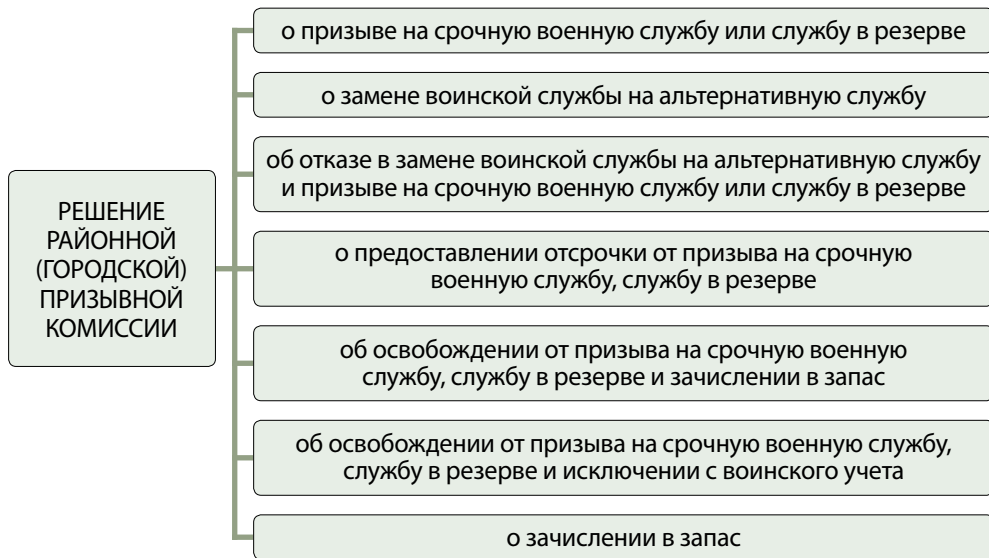 РЕШЕНИЕ
РАЙОННОЙ
(ГОРОДСКОЙ)
ПРИЗЫВНОЙ
КОМИССИИ
о призыве на срочную военную службу или службу в резерве
о замене воинской службы на альтернативную службу
об отказе в замене воинской службы на альтернативную службу
и призыве на срочную военную службу или службу в резерве
о предоставлении отсрочки от призыва на срочную
военную службу, службу в резерве
об освобождении от призыва на срочную военную
службу, службу в резерве и зачислении в запас
об освобождении от призыва на срочную военную службу,
службу в резерве и исключении с воинского учета
о зачислении в запас